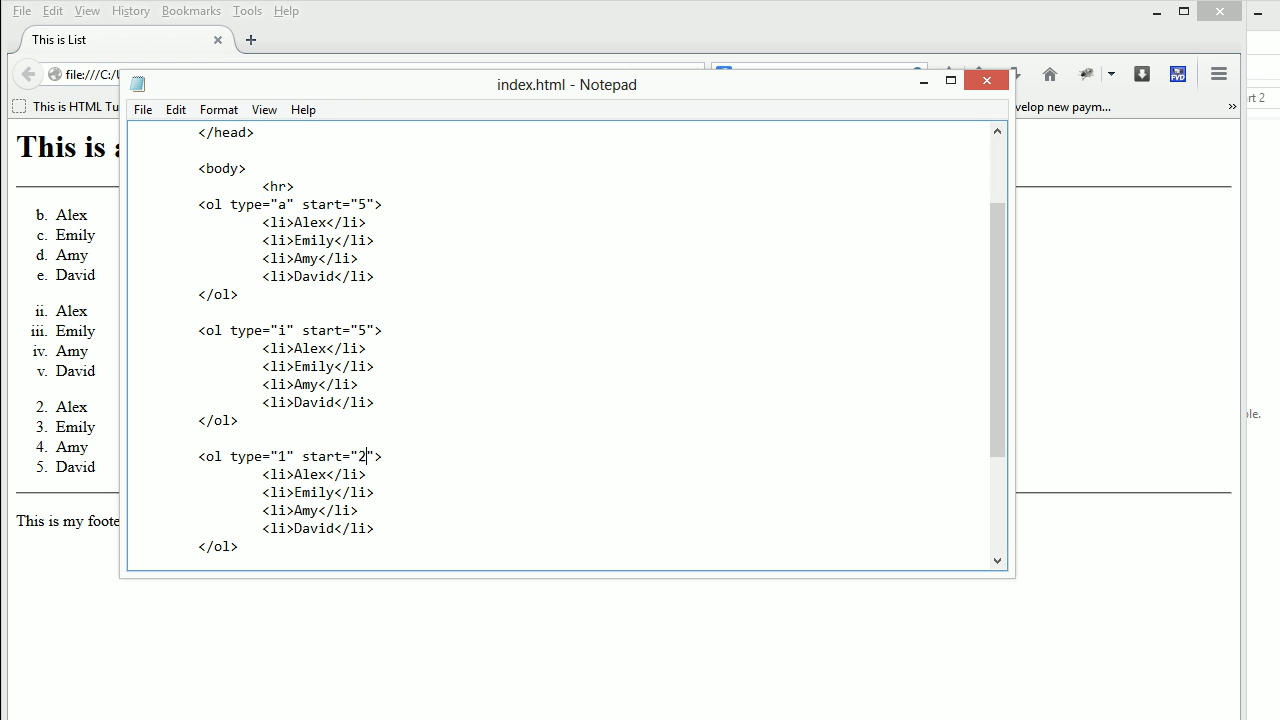 File Edit View History Bookmarks Tools Help
This is List
file:///C:/
This is HTML Tu
velop new paym...
rt 2
index.html - Notepad
File Edit Format View Help
This is a
b. Alex
c. Emily
d. Amy
e. David
ii. Alex
iii. Emily
iv. Amy
v. David
2. Alex
3. Emily
4. Amy
5. David
This is my foote
</head>
<body>
<hr>
<ol type="a" start="5">
<li>Alex</li>
<li>Emily</li>
<li>Amy</li>
<li>David</li>
</ol>
<ol type="i" start="5">
<li>Alex</li>
<li>Emily</li>
<li>Amy</li>
<li>David</li>
</ol>
<ol type="1" start="2">
<li>Alex</li>
<li>Emily</li>
<li>Amy</li>
<li>David</li>
</ol>
FVD
le.